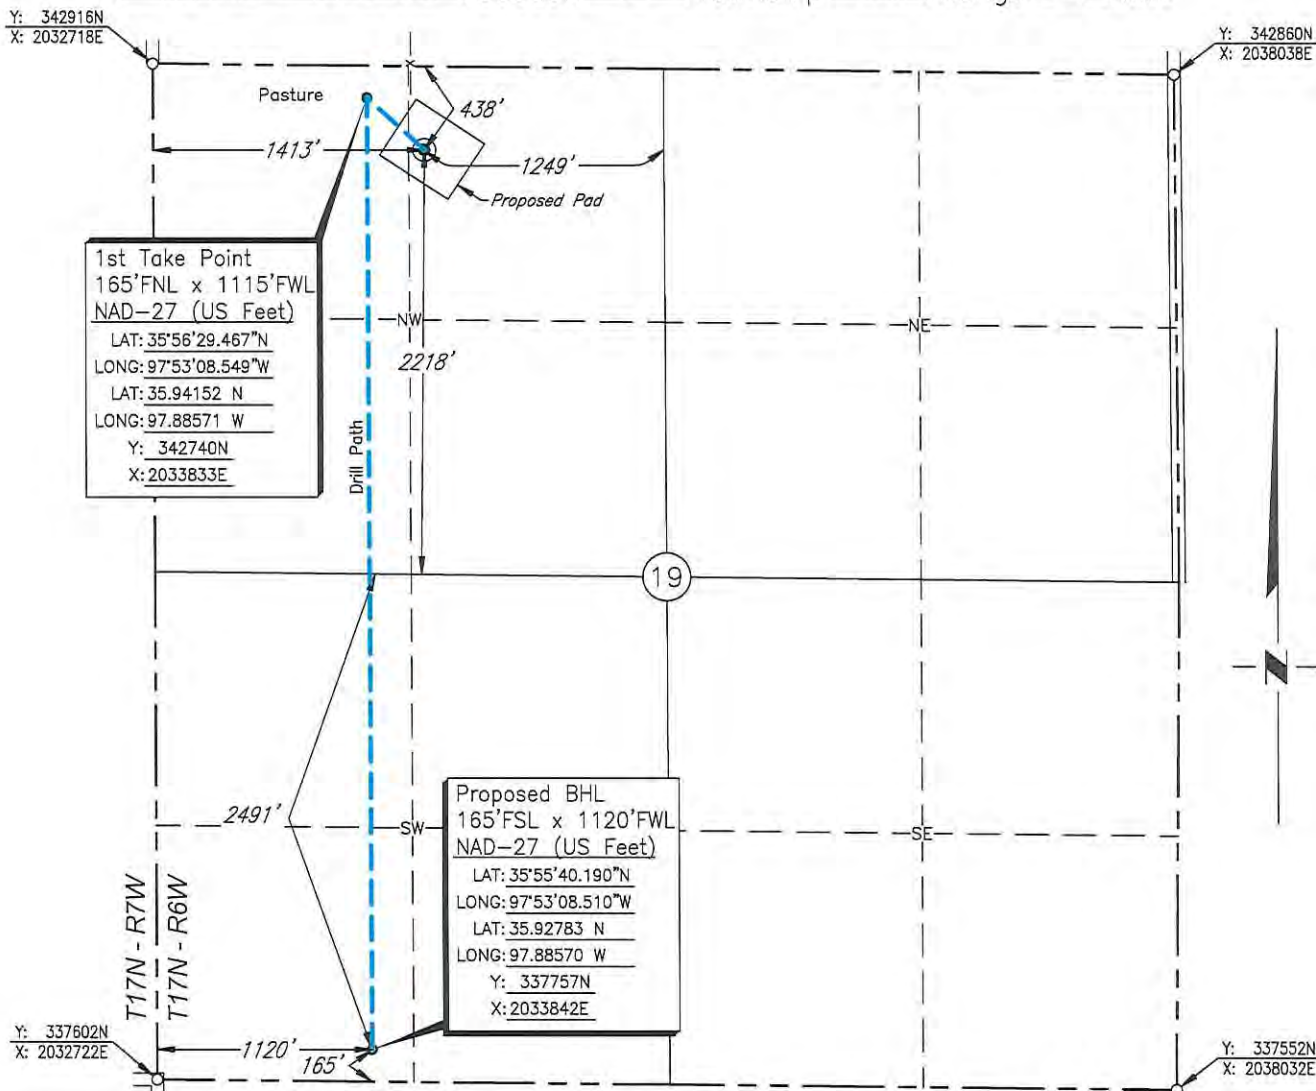 Y: 342916N
X: 2032718E
Y: 342860N
X: 2038038E
Pasture
438'
1413'
1249'
Proposed Pad
1st Take Point
165'FNL x 1115'FWL
NAD-27 (US Feet)
LAT: 35°56'29.467"N
LONG: 97°53'08.549"W
LAT: 35.94152 N
LONG: 97.88571 W
Y: 342740N
X: 2033833E
NW
NE
2218'
Drill Path
19
N
2491'
SW
SE
Proposed BHL
165'FSL x 1120'FWL
NAD-27 (US Feet)
LAT: 35°55'40.190"N
LONG: 97°53'08.510"W
LAT: 35.92783 N
LONG: 97.88570 W
Y: 337757N
X: 2033842E
T17N - R7W
T17N - R6W
Y: 337602N
X: 2032722E
1120'
165'
Y: 337552N
X: 2038032E